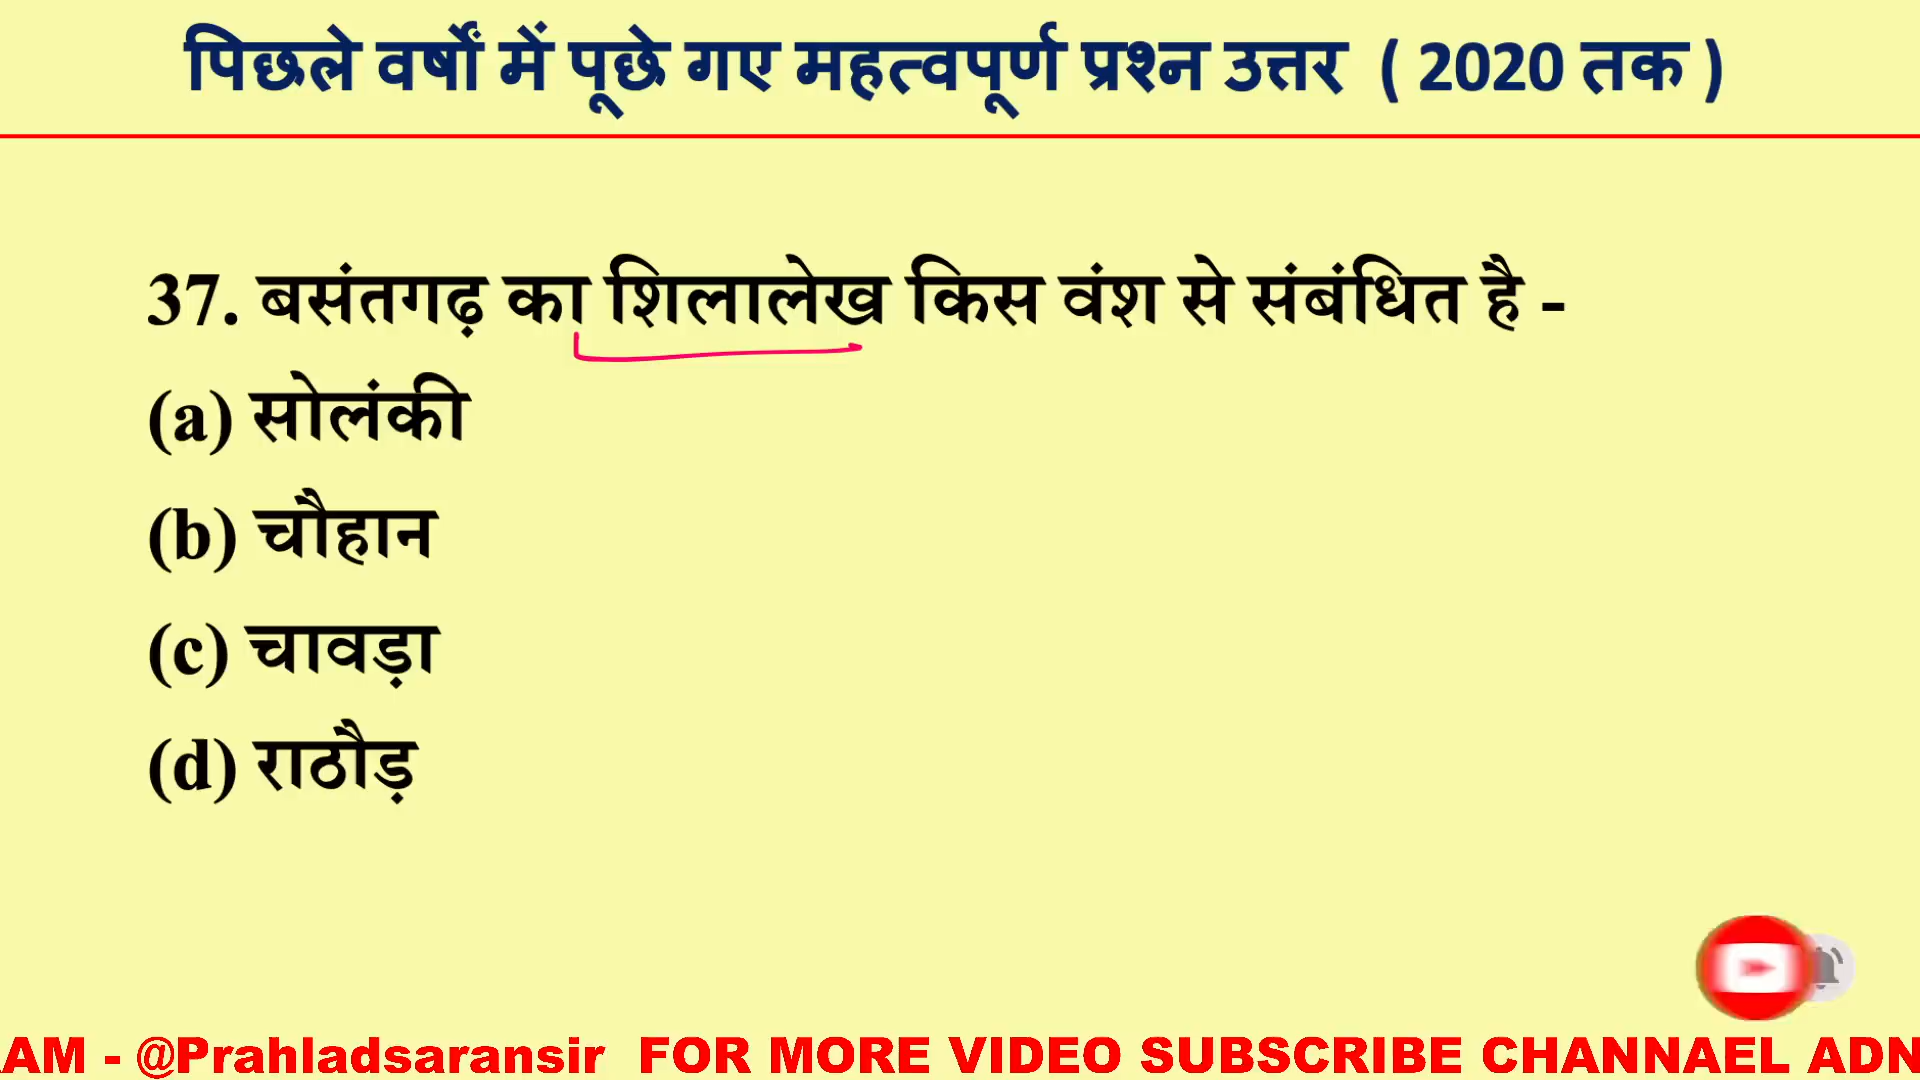 पिछले वर्षों में पूछे गए महत्वपूर्ण प्रश्न उत्तर ( 2020 तक )
37. बसंतगढ़ का शिलालेख किस वंश से संबंधित है -
(a) सोलंकी
(b) चौहान
(c) चावड़ा
(d) राठौड़
AM - @Prahladsaransir FOR MORE VIDEO SUBSCRIBE CHANNAEL ADN